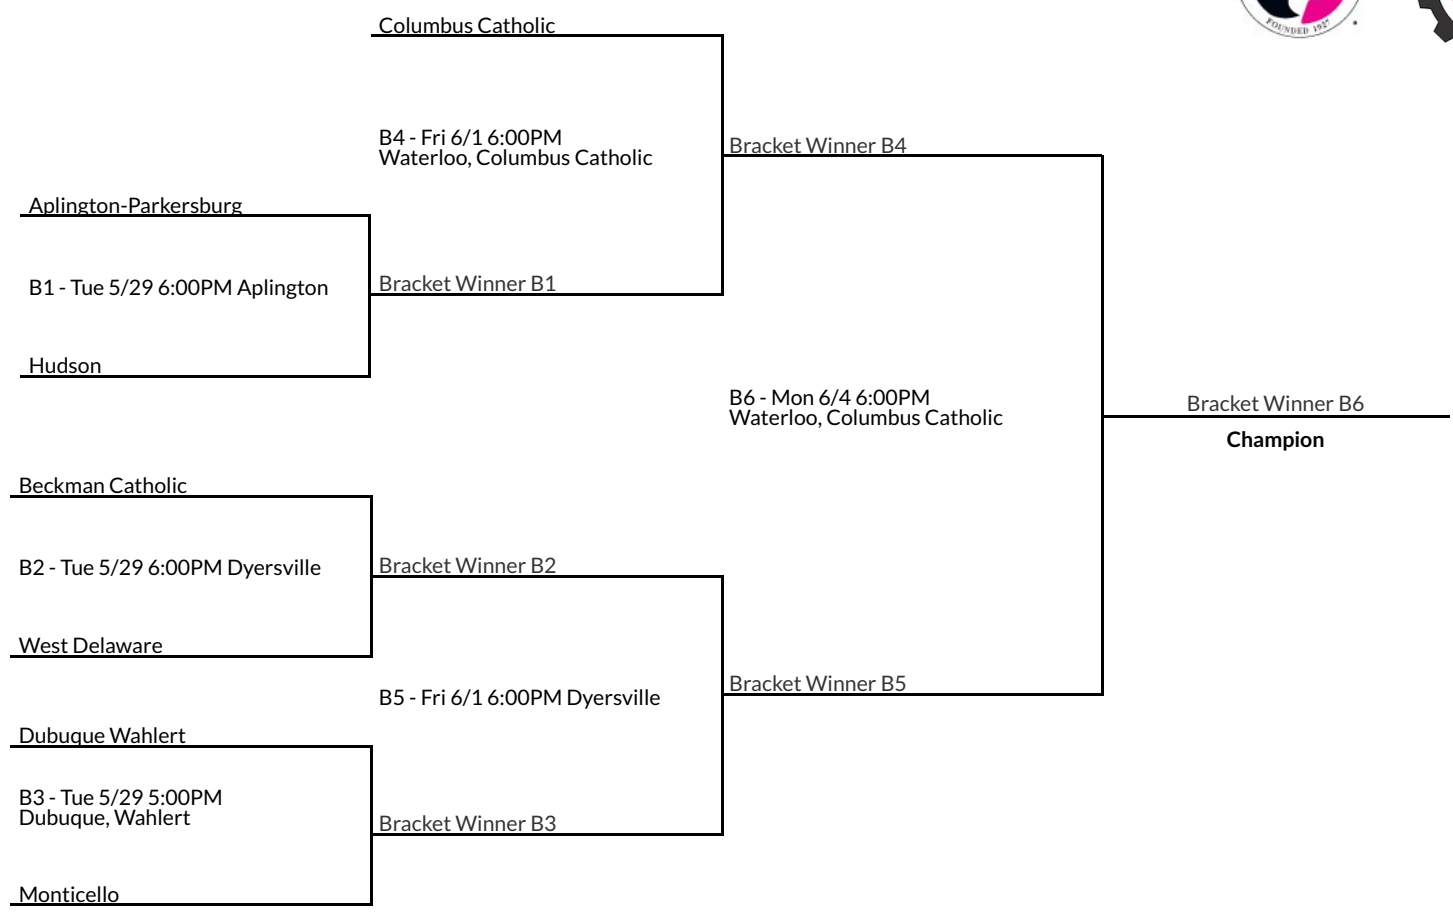 FOUNDED 1927
Columbus Catholic
B4 - Fri 6/1 6:00PM
Waterloo, Columbus Catholic
Bracket Winner B4
Aplington-Parkersburg
B1 - Tue 5/29 6:00PM Aplington
Bracket Winner B1
Hudson
B6 - Mon 6/4 6:00PM
Waterloo, Columbus Catholic
Bracket Winner B6
Champion
Beckman Catholic
B2 - Tue 5/29 6:00PM Dyersville
Bracket Winner B2
West Delaware
B5 - Fri 6/1 6:00PM Dyersville
Bracket Winner B5
Dubuque Wahlert
B3 - Tue 5/29 5:00PM
Dubuque, Wahlert
Bracket Winner B3
Monticello